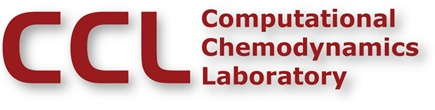 CCL
Computational
Chemodynamics
Laboratory